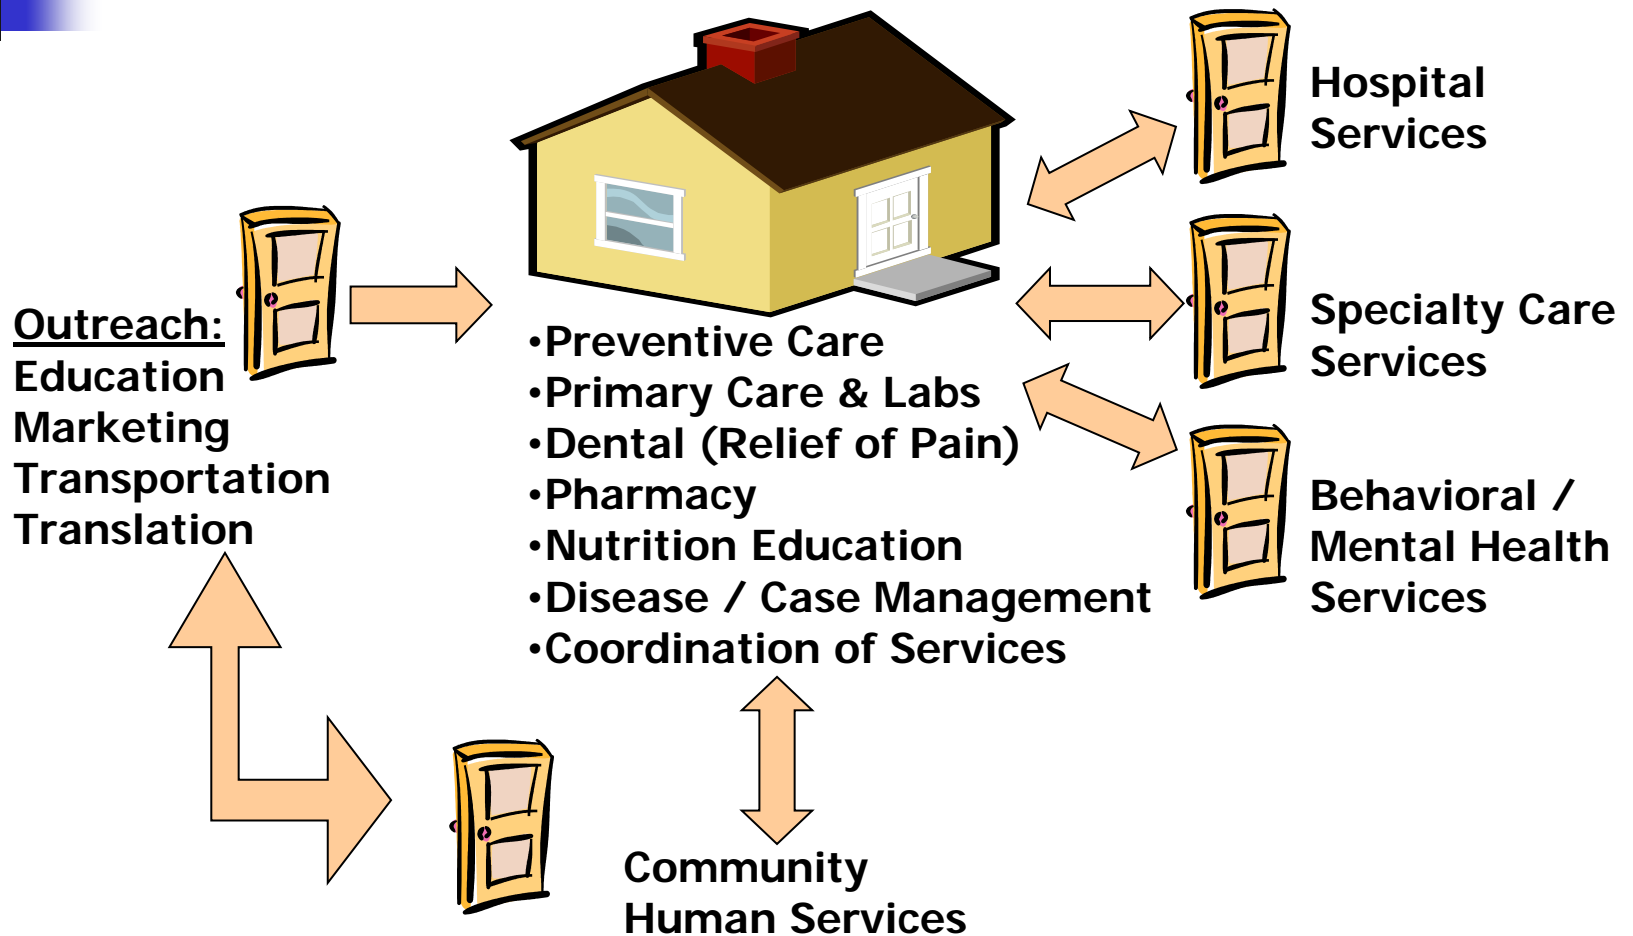 Outreach:
Education
Marketing
Transportation
Translation
•Preventive Care
•Primary Care & Labs
•Dental (Relief of Pain)
•Pharmacy
•Nutrition Education
•Disease / Case Management
•Coordination of Services
Hospital
Services
Specialty Care
Services
Behavioral /
Mental Health
Services
Community
Human Services